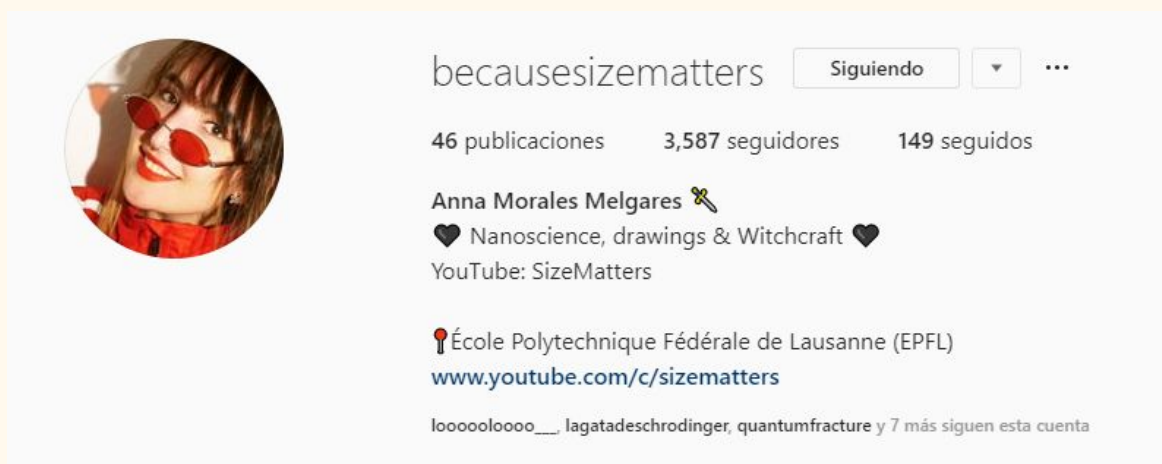 becausesizematters Siguiendo ▼ ...
46 publicaciones 3,587 seguidores 149 seguidos
Anna Morales Melgares 🗡️
🖤 Nanoscience, drawings & Witchcraft 🖤
YouTube: SizeMatters
📍École Polytechnique Fédérale de Lausanne (EPFL)
www.youtube.com/c/sizematters
loooooloooo___, lagatadeschrodinger, quantumfracture y 7 más siguen esta cuenta